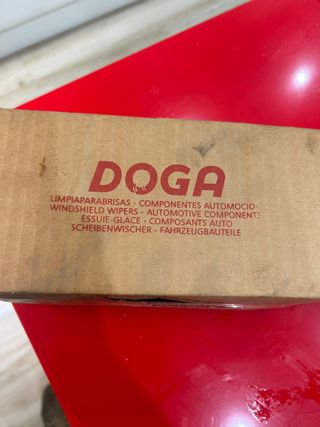 DOGA
LIMPIAPARABRISAS - COMPONENTES AUTOMOCIO
WINDSHIELD WIPERS - AUTOMOTIVE COMPONENTS
ESSUIE-GLACE - COMPOSANTS AUTO
SCHEIBENWISCHER - FAHRZEUGBAUTEILE